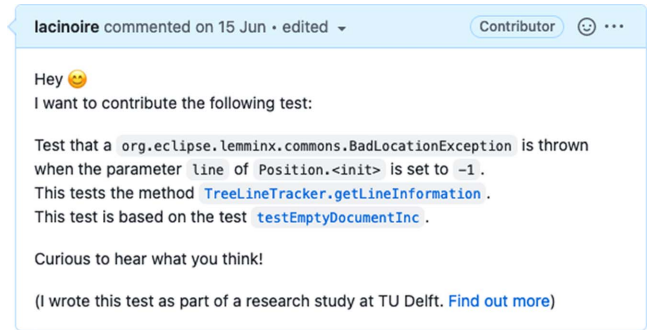 lacinoire commented on 15 Jun • edited
Contributor
Hey 😊
I want to contribute the following test:
Test that a org.eclipse.lemminx.commons.BadLocationException is thrown
when the parameter line of Position.<init> is set to -1.
This tests the method TreeLineTracker.getLineInformation.
This test is based on the test testEmptyDocumentInc.
Curious to hear what you think!
(I wrote this test as part of a research study at TU Delft. Find out more)